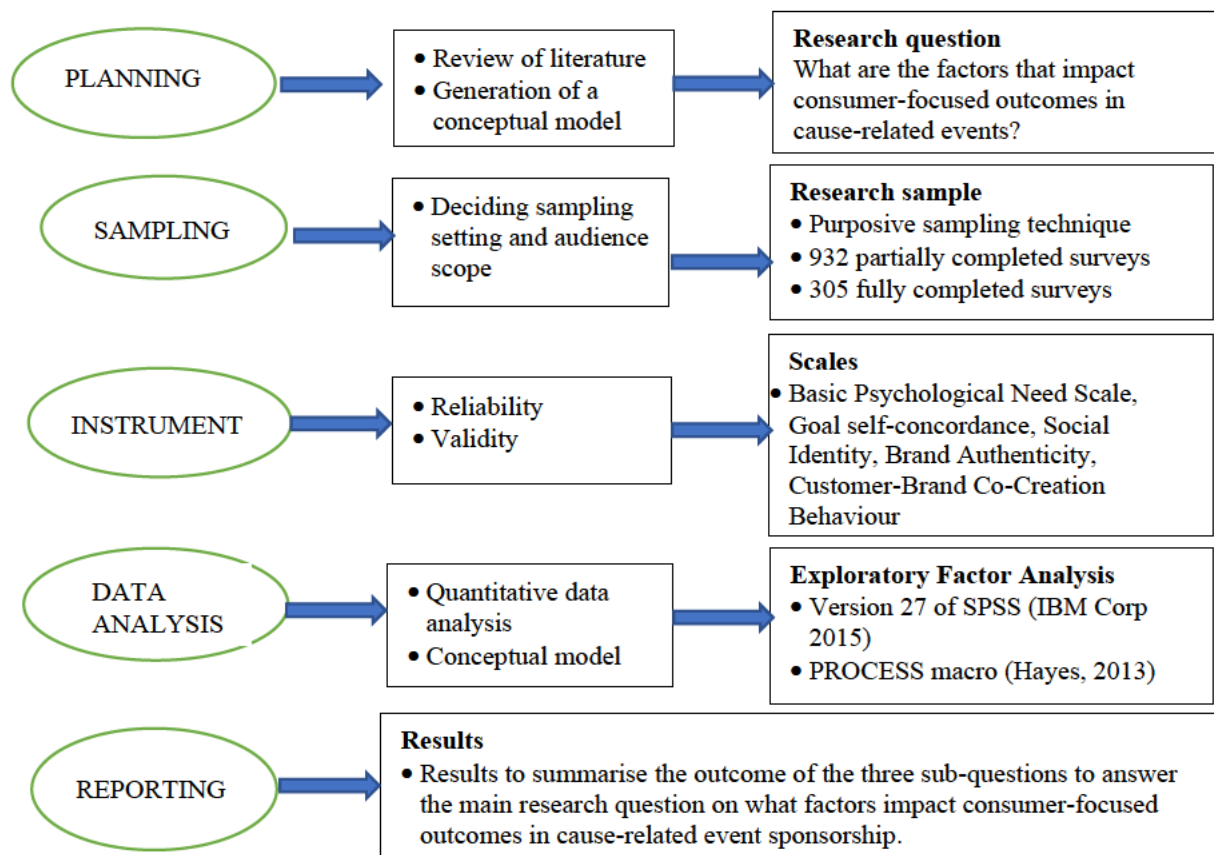 PLANNING
• Review of literature
• Generation of a
conceptual model
Research question
What are the factors that impact
consumer-focused outcomes in
cause-related events?
SAMPLING
• Deciding sampling
setting and audience
scope
Research sample
• Purposive sampling technique
• 932 partially completed surveys
• 305 fully completed surveys
INSTRUMENT
• Reliability
• Validity
Scales
• Basic Psychological Need Scale,
Goal self-concordance, Social
Identity, Brand Authenticity,
Customer-Brand Co-Creation
Behaviour
DATA
ANALYSIS
• Quantitative data
analysis
• Conceptual model
Exploratory Factor Analysis
• Version 27 of SPSS (IBM Corp
2015)
• PROCESS macro (Hayes, 2013)
REPORTING
Results
• Results to summarise the outcome of the three sub-questions to answer
the main research question on what factors impact consumer-focused
outcomes in cause-related event sponsorship.